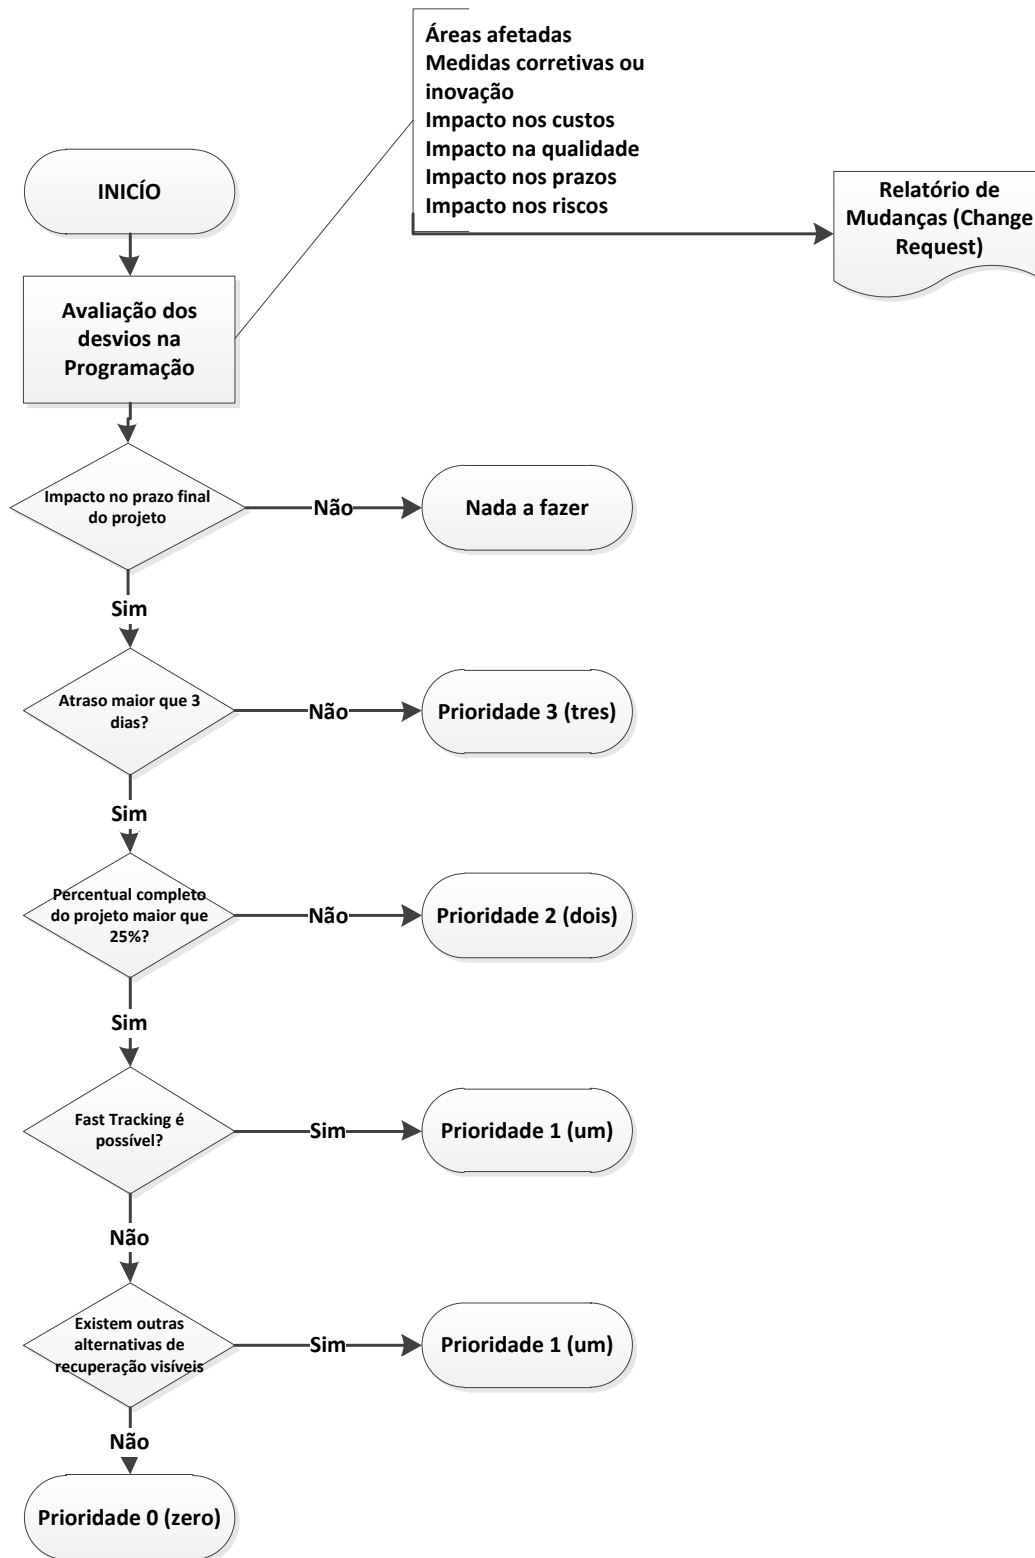 Áreas afetadas
Medidas corretivas ou
inovação
Impacto nos custos
Impacto na qualidade
Impacto nos prazos
Impacto nos riscos
INICÍO
Relatório de
Mudanças (Change
Request)
Avaliação dos
desvios na
Programação
Impacto no prazo final
do projeto
Não
Nada a fazer
Sim
Atraso maior que 3
dias?
Não
Prioridade 3 (tres)
Sim
Percentual completo
do projeto maior que
25%?
Não
Prioridade 2 (dois)
Sim
Fast Tracking é
possível?
Sim
Prioridade 1 (um)
Não
Existem outras
alternativas de
recuperação visíveis
Sim
Prioridade 1 (um)
Não
Prioridade 0 (zero)